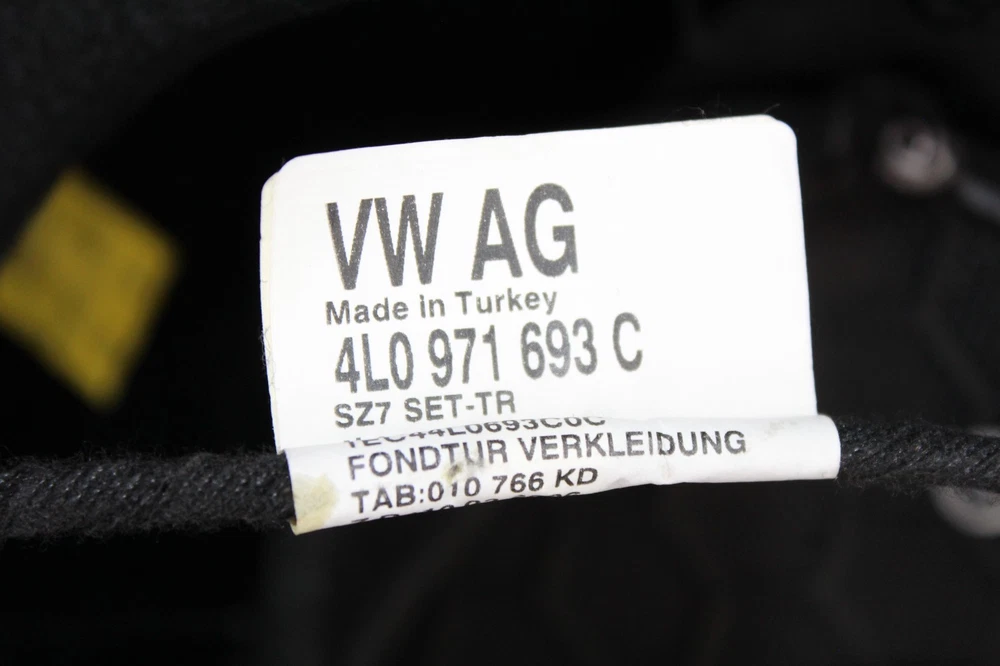 VW AG
Made in Turkey
4L0 971 693 C
SZ7 SET-TR
FONDTUR VERKLEIDUNG
TAB:010 766 KD